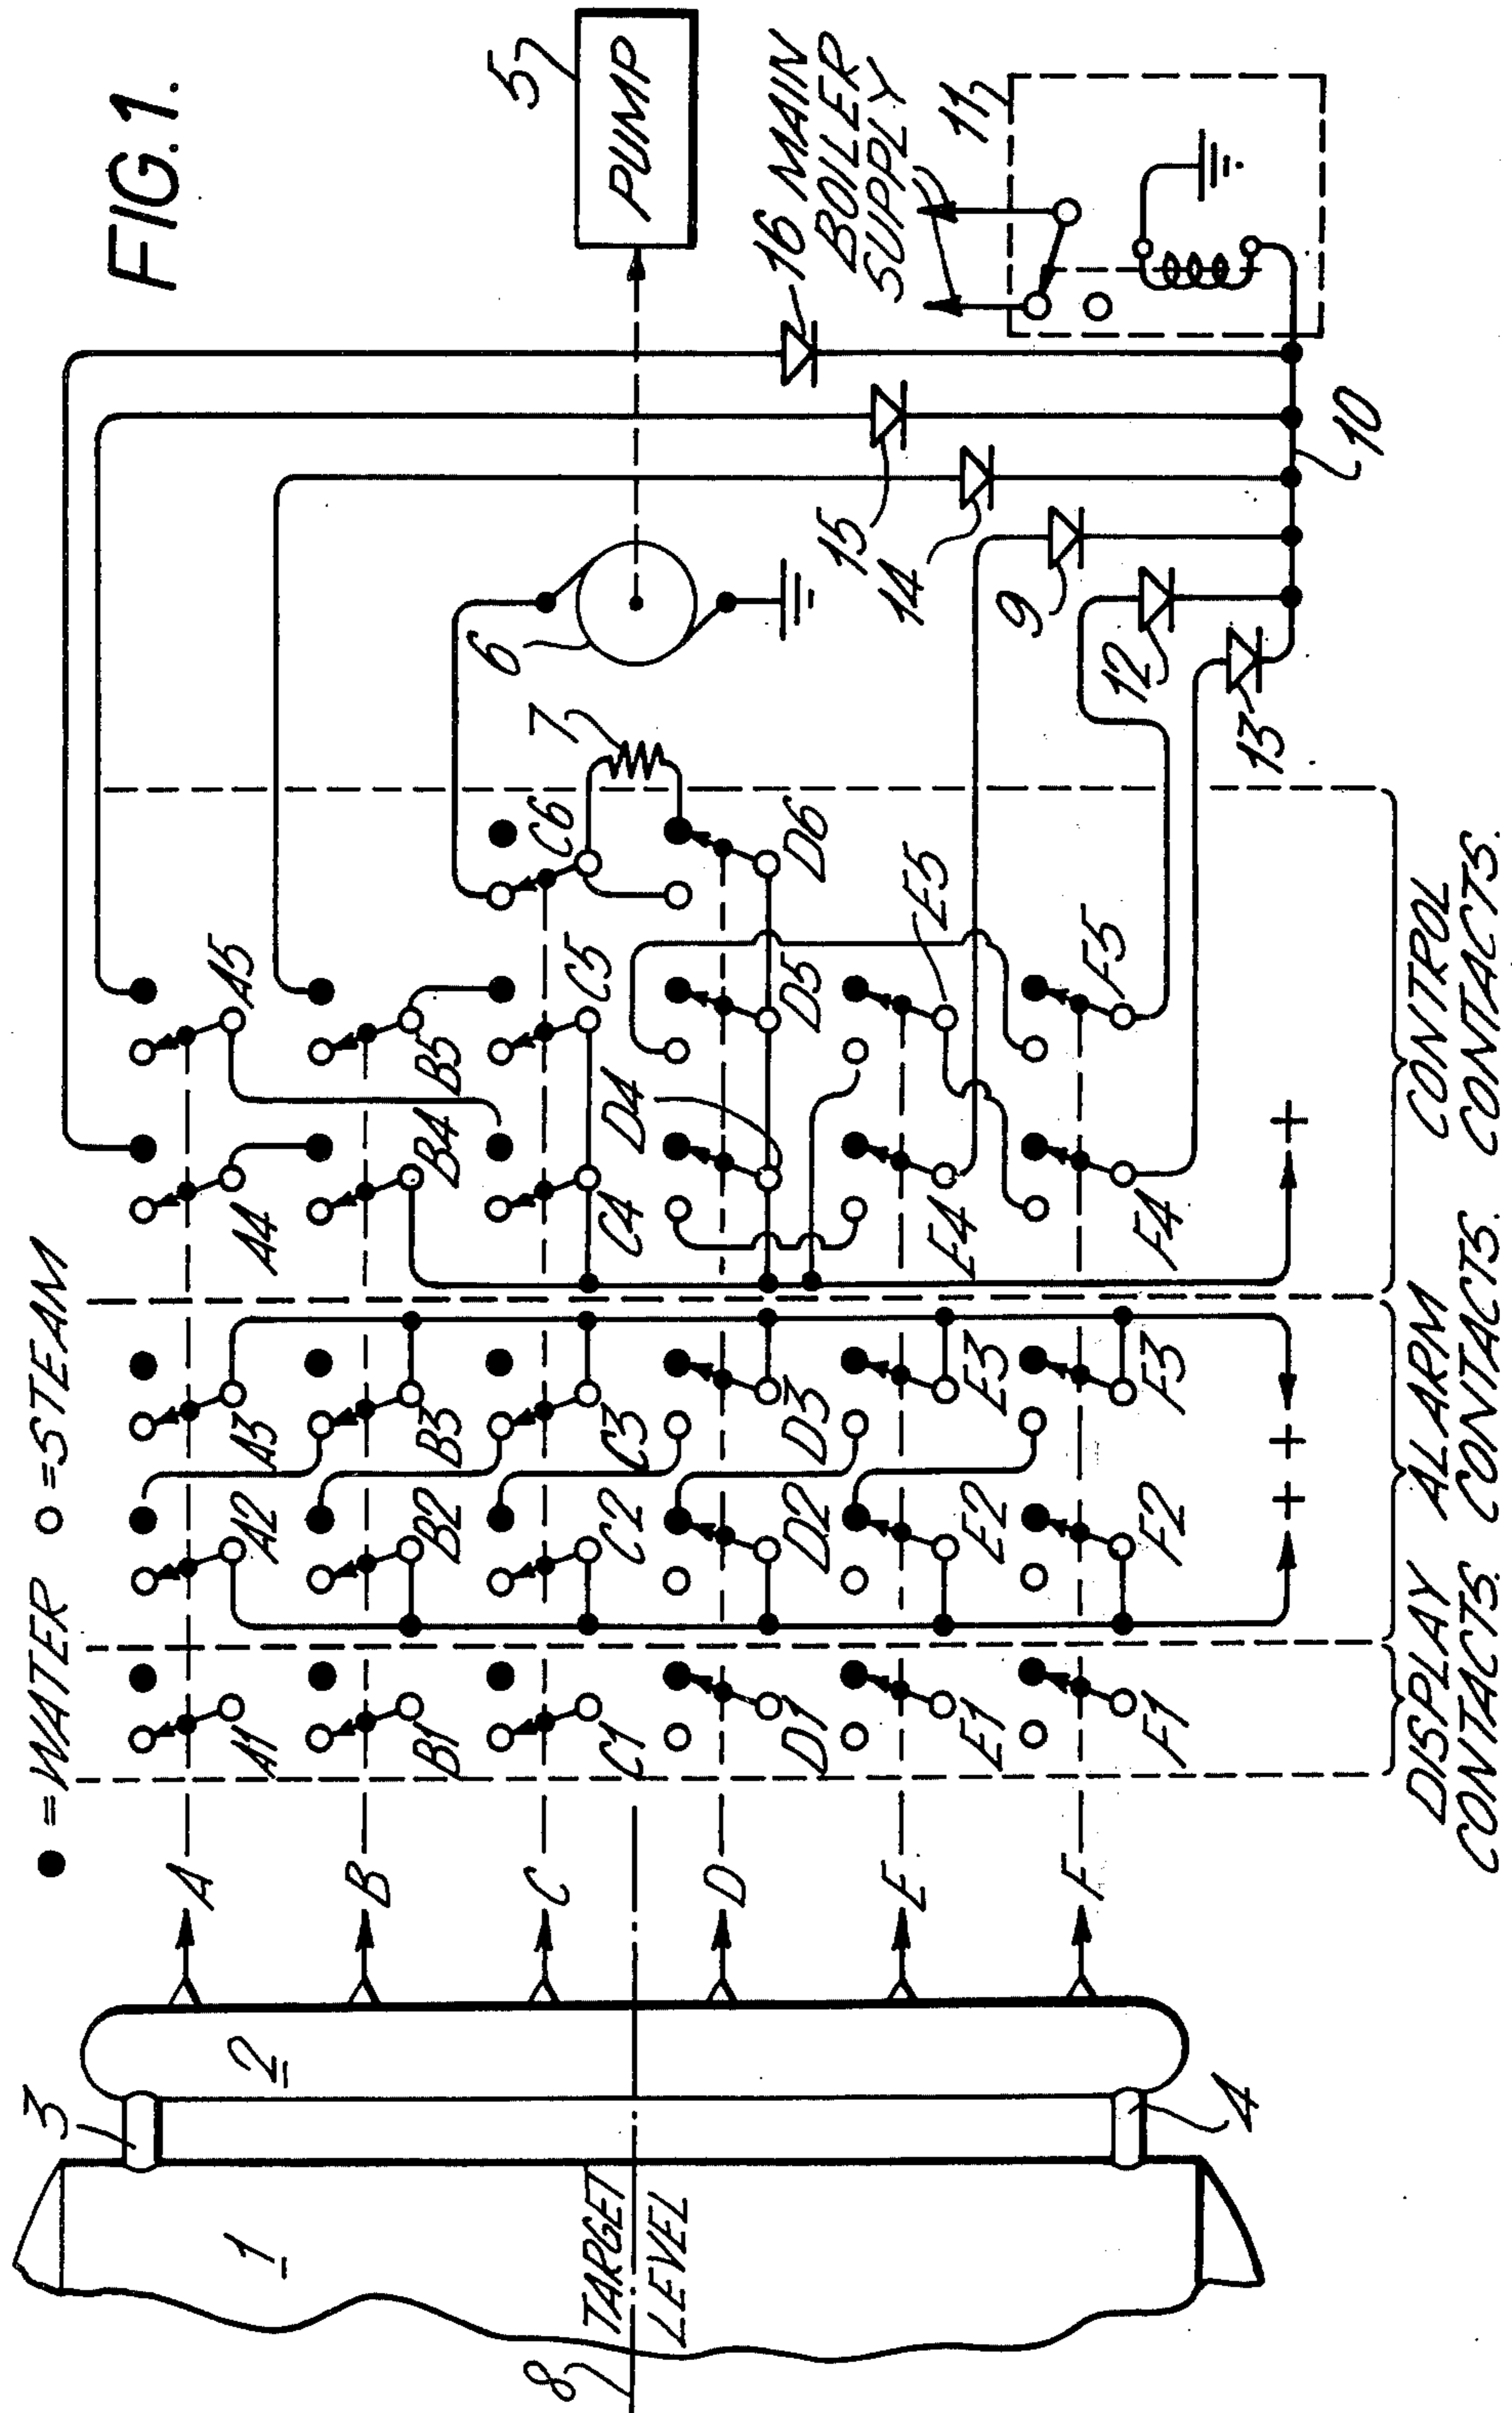 FIG.1.
● = WATER ○ = STEAM
1
2
3
4
8
TARGET
LEVEL
A
B
C
D
E
F
A1
A2
A3
A4
A5
B1
B2
B3
B4
B5
C1
C2
C3
C4
C5
C6
D1
D2
D3
D4
D5
D6
E1
E2
E3
E4
E5
F1
F2
F3
F4
F5
+
+
+
5
PUMP
6
7
16
MAIN
BOILER
SUPPLY
11
15
14
9
12
13
10
DISPLAY
CONTACTS.
ALARM
CONTACTS.
CONTROL
CONTACTS.